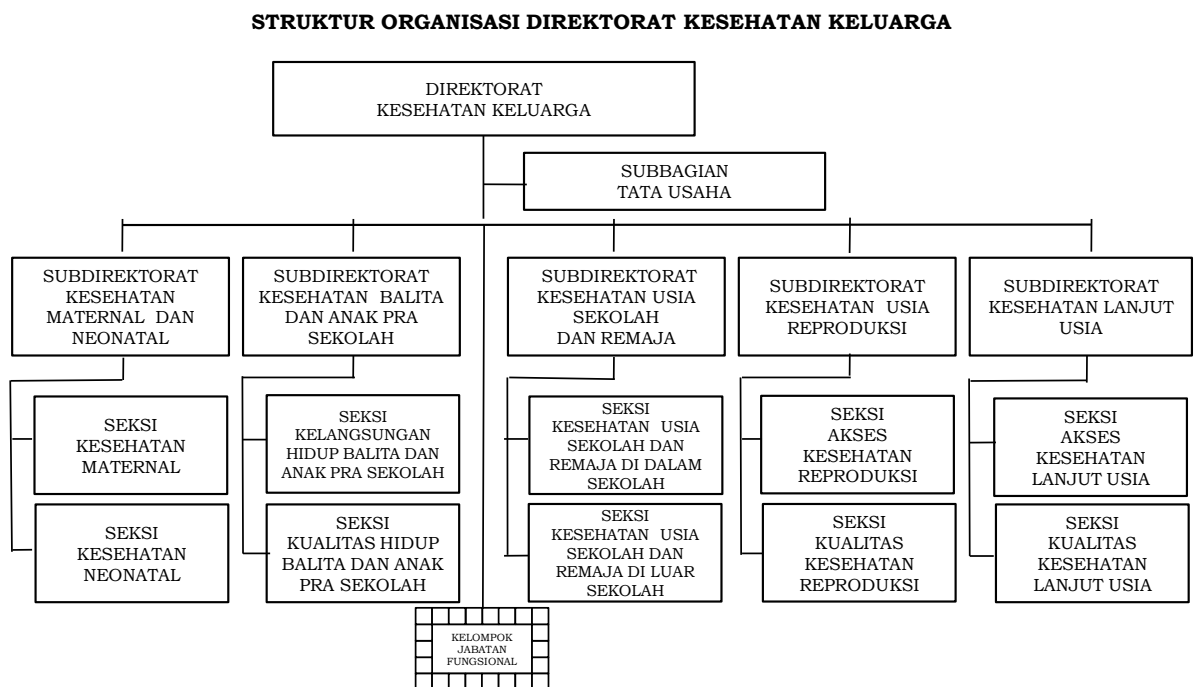 STRUKTUR ORGANISASI DIREKTORAT KESEHATAN KELUARGA
DIREKTORAT
KESEHATAN KELUARGA
SUBBAGIAN
TATA USAHA
SUBDIREKTORAT
KESEHATAN
MATERNAL DAN
NEONATAL
SUBDIREKTORAT
KESEHATAN BALITA
DAN ANAK PRA
SEKOLAH
SUBDIREKTORAT
KESEHATAN USIA
SEKOLAH
DAN REMAJA
SUBDIREKTORAT
KESEHATAN USIA
REPRODUKSI
SUBDIREKTORAT
KESEHATAN LANJUT
USIA
SEKSI
KESEHATAN
MATERNAL
SEKSI
KELANGSUNGAN
HIDUP BALITA DAN
ANAK PRA SEKOLAH
SEKSI
KESEHATAN USIA
SEKOLAH DAN
REMAJA DI DALAM
SEKOLAH
SEKSI
AKSES
KESEHATAN
REPRODUKSI
SEKSI
AKSES
KESEHATAN
LANJUT USIA
SEKSI
KESEHATAN
NEONATAL
SEKSI
KUALITAS HIDUP
BALITA DAN ANAK
PRA SEKOLAH
SEKSI
KESEHATAN USIA
SEKOLAH DAN
REMAJA DI LUAR
SEKOLAH
SEKSI
KUALITAS
KESEHATAN
REPRODUKSI
SEKSI
KUALITAS
KESEHATAN
LANJUT USIA
KELOMPOK
JABATAN
FUNGSIONAL